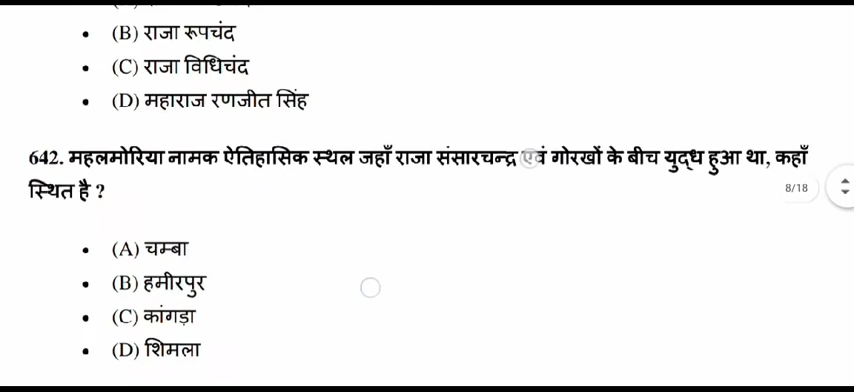 (B) राजा रूपचंद
(C) राजा विधिचंद
(D) महाराज रणजीत सिंह
642. महलमोरिया नामक ऐतिहासिक स्थल जहाँ राजा संसारचन्द्र एवं गोरखों के बीच युद्ध हुआ था, कहाँ
स्थित है ?
8/18
(A) चम्बा
(B) हमीरपुर
(C) कांगड़ा
(D) शिमला